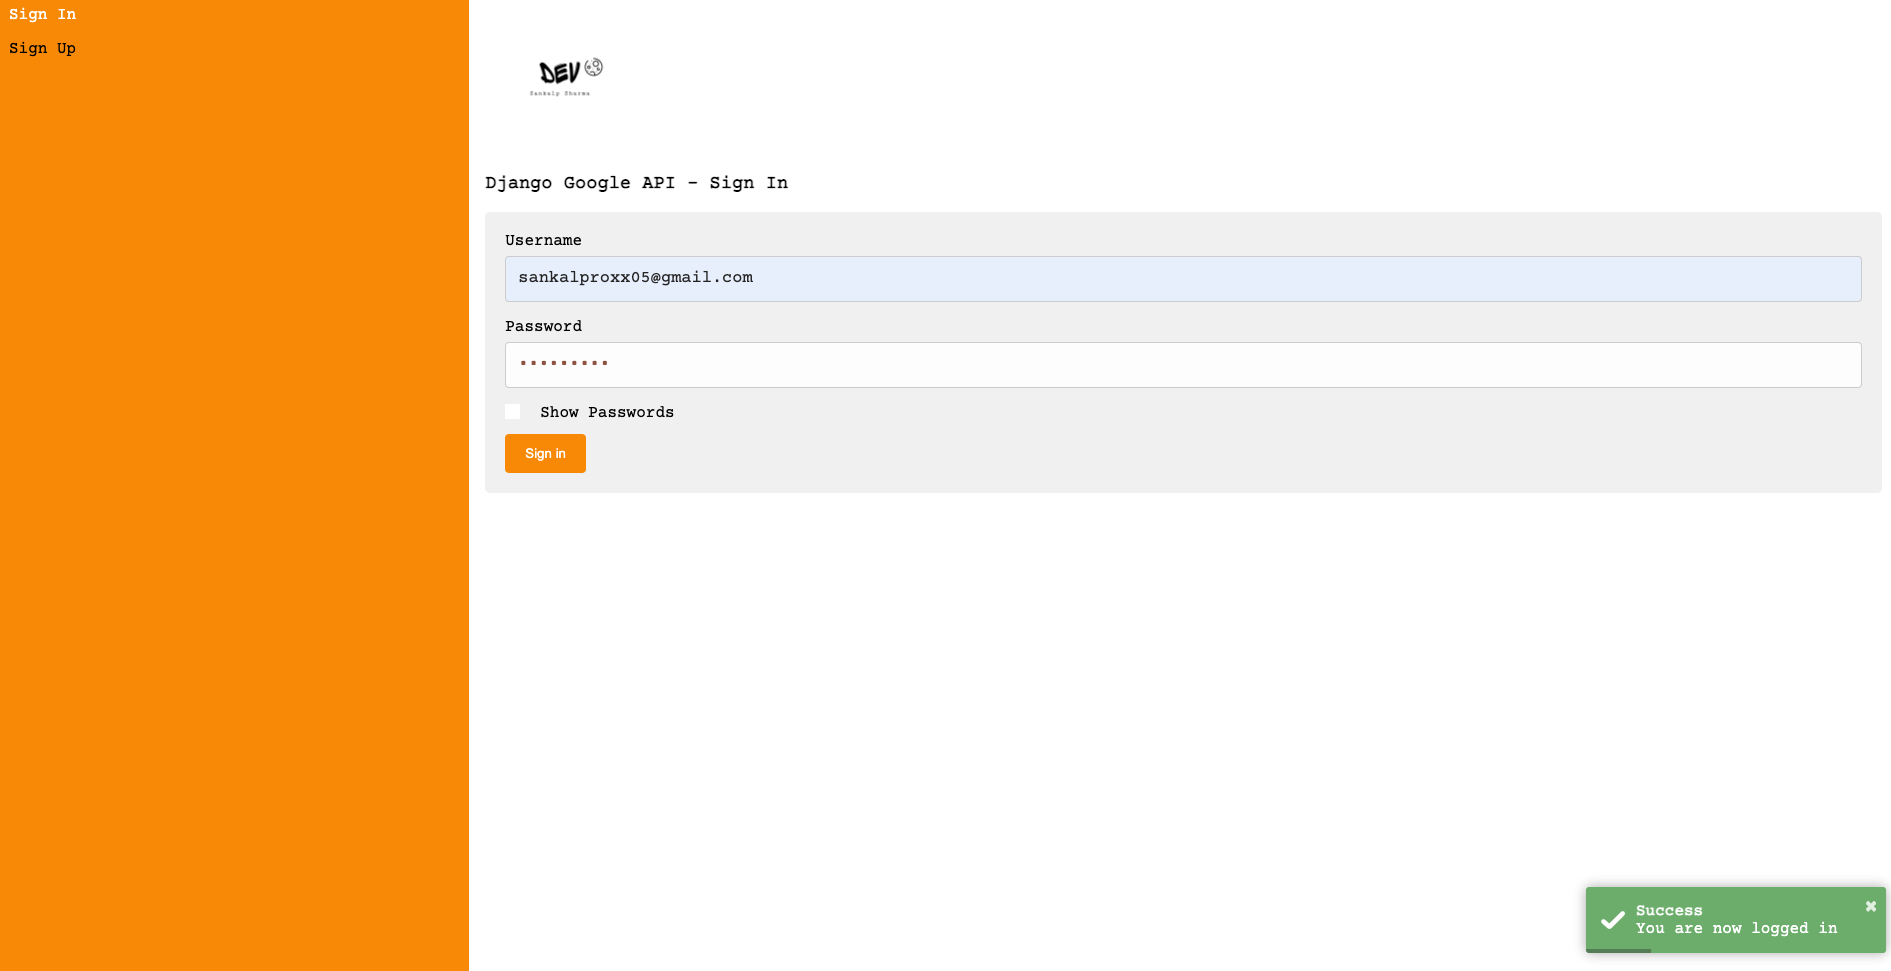 Sign In
Sign Up
DEV
Sankalp Sharma
Django Google API - Sign In
Username
sankalproxx05@gmail.com
Password
•••••••••
Show Passwords
Sign in
Success
You are now logged in